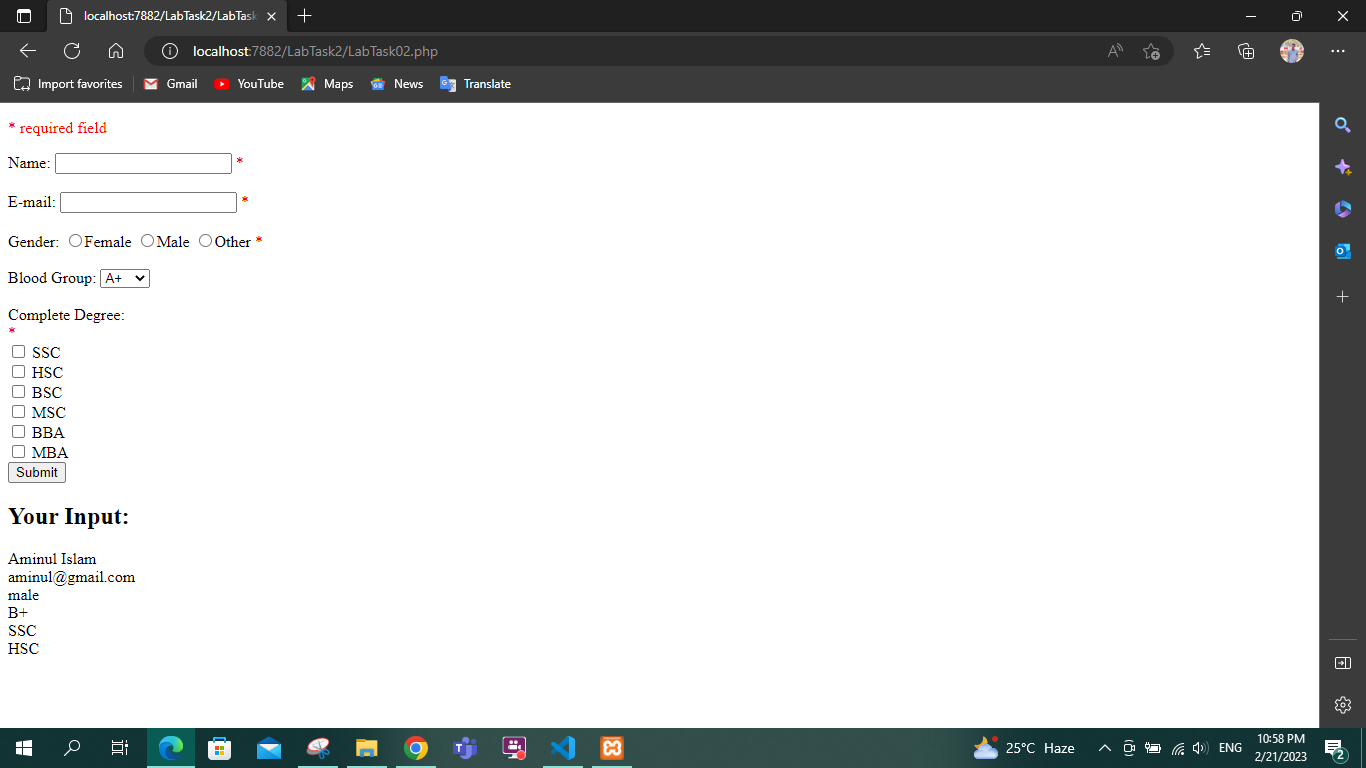 localhost:7882/LabTask2/LabTask
localhost:7882/LabTask2/LabTask02.php
Import favorites Gmail YouTube Maps News Translate
* required field
Name: *
E-mail: *
Gender: Female Male Other *
Blood Group: A+
Complete Degree:
*
SSC
HSC
BSC
MSC
BBA
MBA
Submit
Your Input:
Aminul Islam
aminul@gmail.com
male
B+
SSC
HSC
25°C Haze ENG 10:58 PM
2/21/2023
2